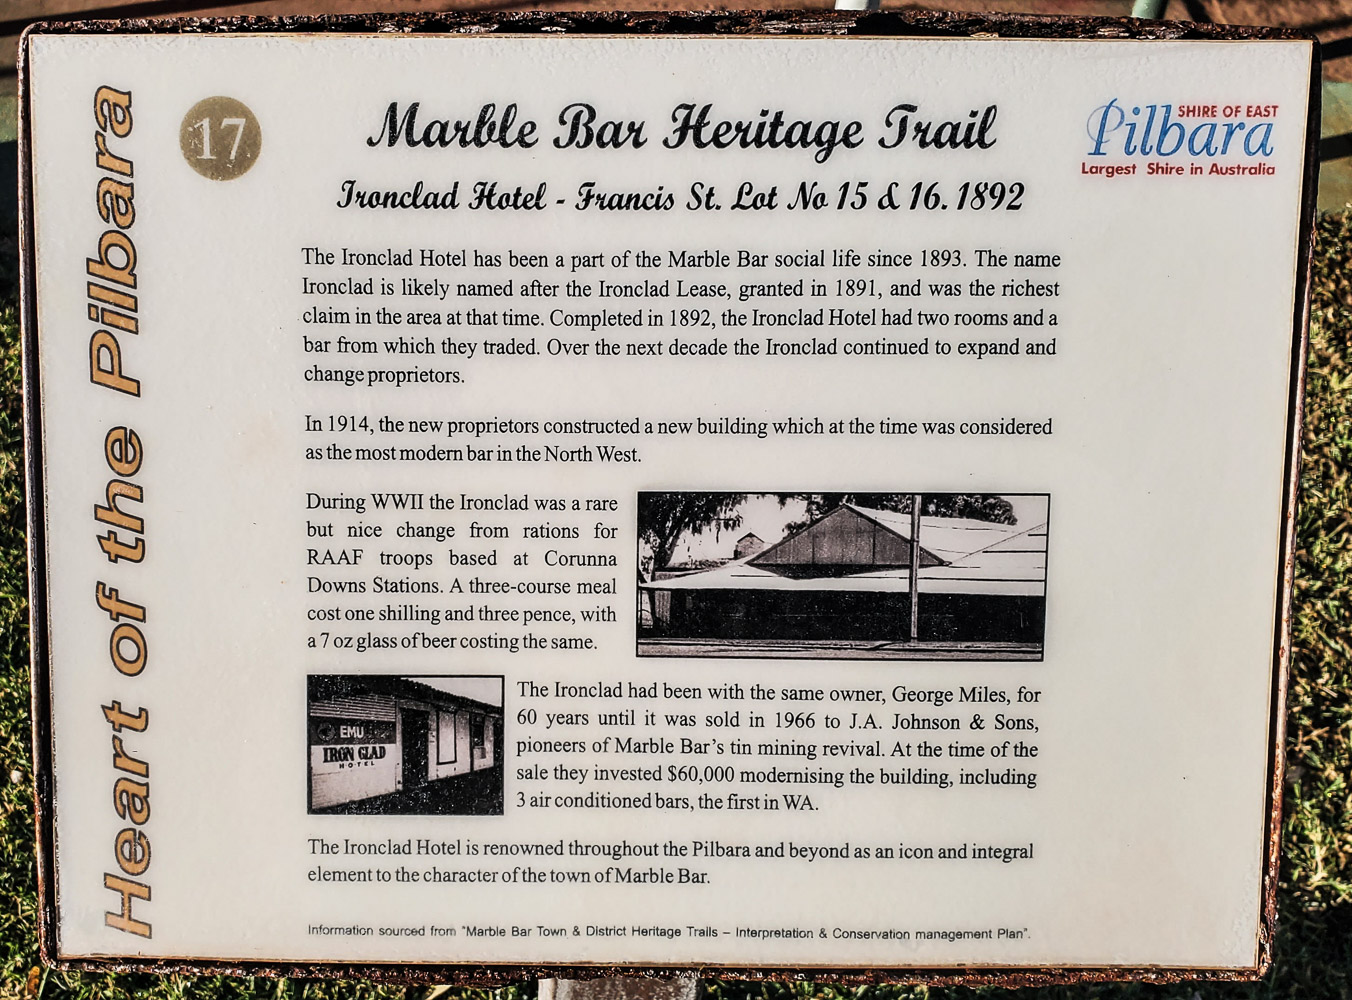 Heart of the Pilbara
17
Marble Bar Heritage Trail
SHIRE OF EAST
Pilbara
Largest Shire in Australia
Ironclad Hotel - Francis St. Lot No 15 & 16. 1892
The Ironclad Hotel has been a part of the Marble Bar social life since 1893. The name
Ironclad is likely named after the Ironclad Lease, granted in 1891, and was the richest
claim in the area at that time. Completed in 1892, the Ironclad Hotel had two rooms and a
bar from which they traded. Over the next decade the Ironclad continued to expand and
change proprietors.
In 1914, the new proprietors constructed a new building which at the time was considered
as the most modern bar in the North West.
During WWII the Ironclad was a rare
but nice change from rations for
RAAF troops based at Corunna
Downs Stations. A three-course meal
cost one shilling and three pence, with
a 7 oz glass of beer costing the same.
EMU
IRON CLAD
HOTEL
The Ironclad had been with the same owner, George Miles, for
60 years until it was sold in 1966 to J.A. Johnson & Sons,
pioneers of Marble Bar's tin mining revival. At the time of the
sale they invested $60,000 modernising the building, including
3 air conditioned bars, the first in WA.
The Ironclad Hotel is renowned throughout the Pilbara and beyond as an icon and integral
element to the character of the town of Marble Bar.
Information sourced from "Marble Bar Town & District Heritage Trails – Interpretation & Conservation management Plan".